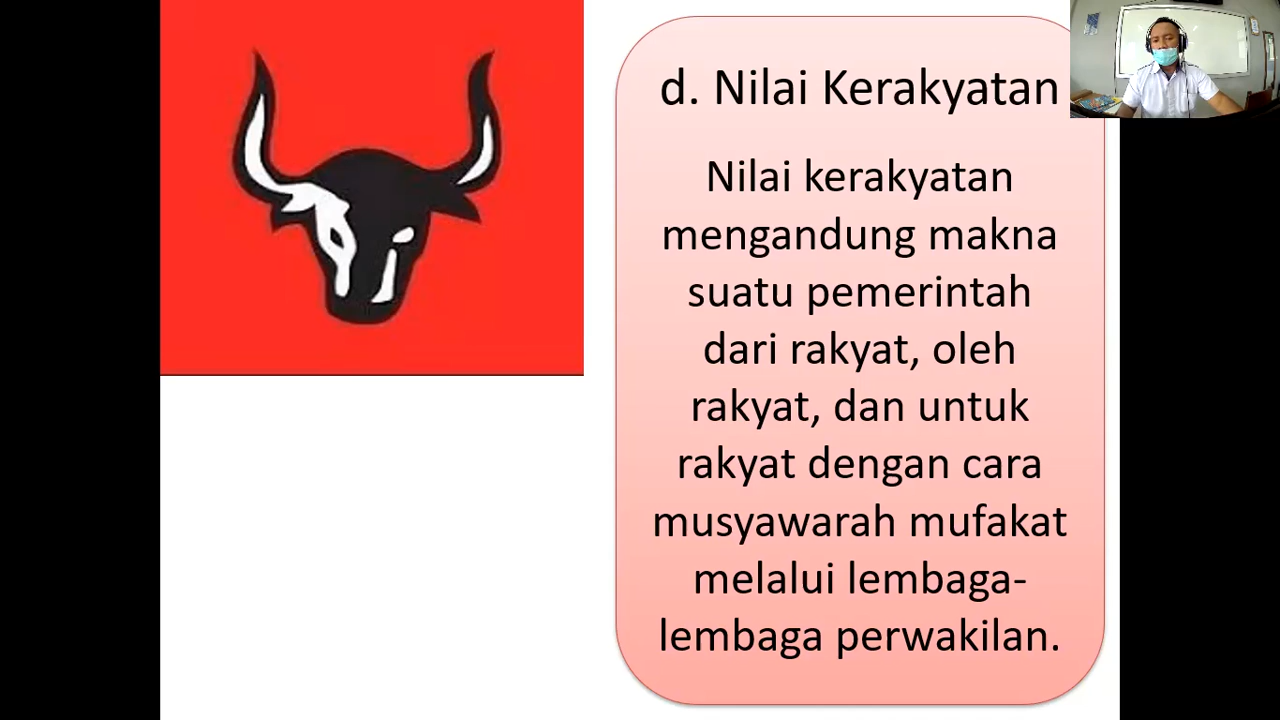 d. Nilai Kerakyatan
Nilai kerakyatan
mengandung makna
suatu pemerintah
dari rakyat, oleh
rakyat, dan untuk
rakyat dengan cara
musyawarah mufakat
melalui lembaga-
lembaga perwakilan.